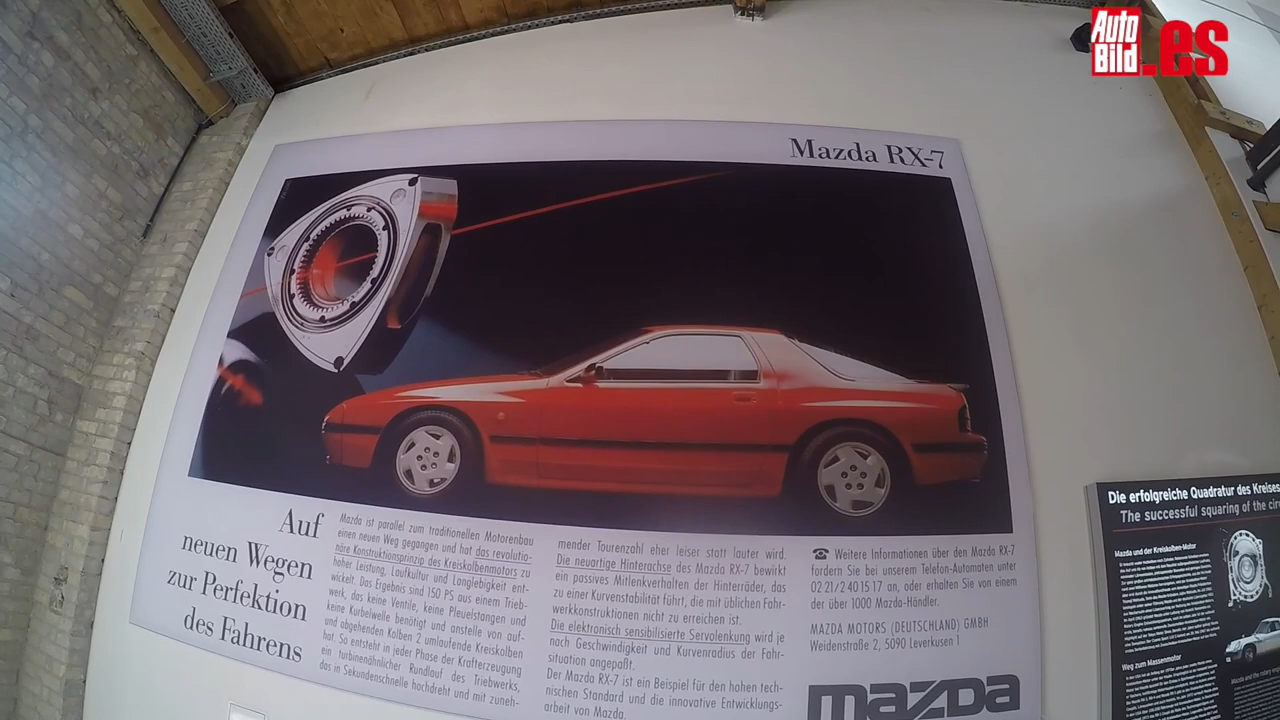 Auto
Bild.es
Mazda RX-7
Auf
neuen Wegen
zur Perfektion
des Fahrens
Mazda ist parallel zum traditionellen Motorenbau
einen neuen Weg gegangen und hat das revolutio-
näre Konstruktionsprinzip des Kreiskolbenmotors zu
hoher Leistung, Laufkultur und Langlebigkeit ent-
wickelt. Das Ergebnis sind 150 PS aus einem Trieb-
werk, das keine Ventile, keine Pleuelstangen und
keine Kurbelwelle benötigt und anstelle von auf-
und abgehenden Kolben 2 umlaufende Kreiskolben
hat. So entsteht in jeder Phase der Krafterzeugung
ein turbinenähnlicher Rundlauf des Triebwerks,
das in Sekundenschnelle hochdreht und mit zuneh-
mender Tourenzahl eher leiser statt lauter wird.
Die neuartige Hinterachse des Mazda RX-7 bewirkt
ein passives Mitlenkverhalten der Hinterräder, das
zu einer Kurvenstabilität führt, die mit üblichen Fahr-
werkkonstruktionen nicht zu erreichen ist.
Die elektronisch sensibilisierte Servolenkung wird je
nach Geschwindigkeit und Kurvenradius der Fahr-
situation angepaßt.
Der Mazda RX-7 ist ein Beispiel für den hohen tech-
nischen Standard und die innovative Entwicklungs-
arbeit von Mazda.
☎ Weitere Informationen über den Mazda RX-7
fordern Sie bei unserem Telefon-Automaten unter
02 21/2 40 15 17 an, oder erhalten Sie von einem
der über 1000 Mazda-Händler.
MAZDA MOTORS (DEUTSCHLAND) GMBH
Weidenstraße 2, 5090 Leverkusen 1
mazda
Die erfolgreiche Quadratur des Kreises
The successful squaring of the cir
Mazda und der Kreiskolben-Motor
Weg zum Massenmotor
Mazda and the rotary